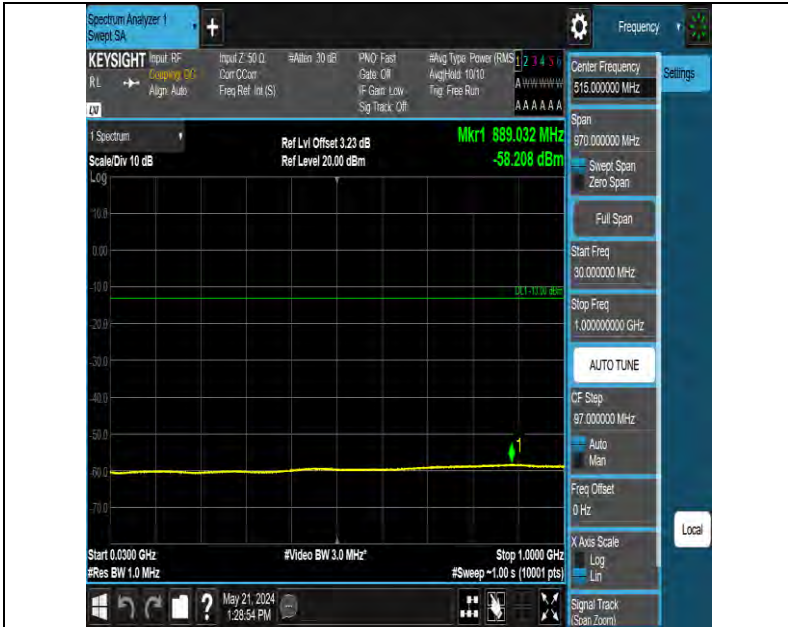 Spectrum Analyzer 1
Swept SA
+
Frequency
KEYSIGHT
RL
Input: RF
Coupling: DC
Align: Auto
Input Z: 50 Ω
Corr CCorr
Freq Ref: Int (S)
#Atten: 30 dB
PNO: Fast
Gate: Off
IF Gain: Low
Sig Track: Off
#Avg Type: Power (RMS
Avg|Hold: 10/10
Trig: Free Run
1 2 3 4 5 6
A W W W W W
A A A A A A
LXI
1 Spectrum
Scale/Div 10 dB
Ref Lvl Offset 3.23 dB
Ref Level 20.00 dBm
Mkr1 889.032 MHz
-58.208 dBm
Log
10.0
0.00
-10.0
DL1 -13.00 dBm
-20.0
-30.0
-40.0
-50.0
1
-60.0
-70.0
Start 0.0300 GHz
#Res BW 1.0 MHz
#Video BW 3.0 MHz*
Stop 1.0000 GHz
#Sweep ~1.00 s (10001 pts)
?
May 21, 2024
1:28:54 PM
Center Frequency
515.000000 MHz
Settings
Span
970.000000 MHz
Swept Span
Zero Span
Full Span
Start Freq
30.000000 MHz
Stop Freq
1.000000000 GHz
AUTO TUNE
CF Step
97.000000 MHz
Auto
Man
Freq Offset
0 Hz
X Axis Scale
Log
Lin
Local
Signal Track
(Span Zoom)